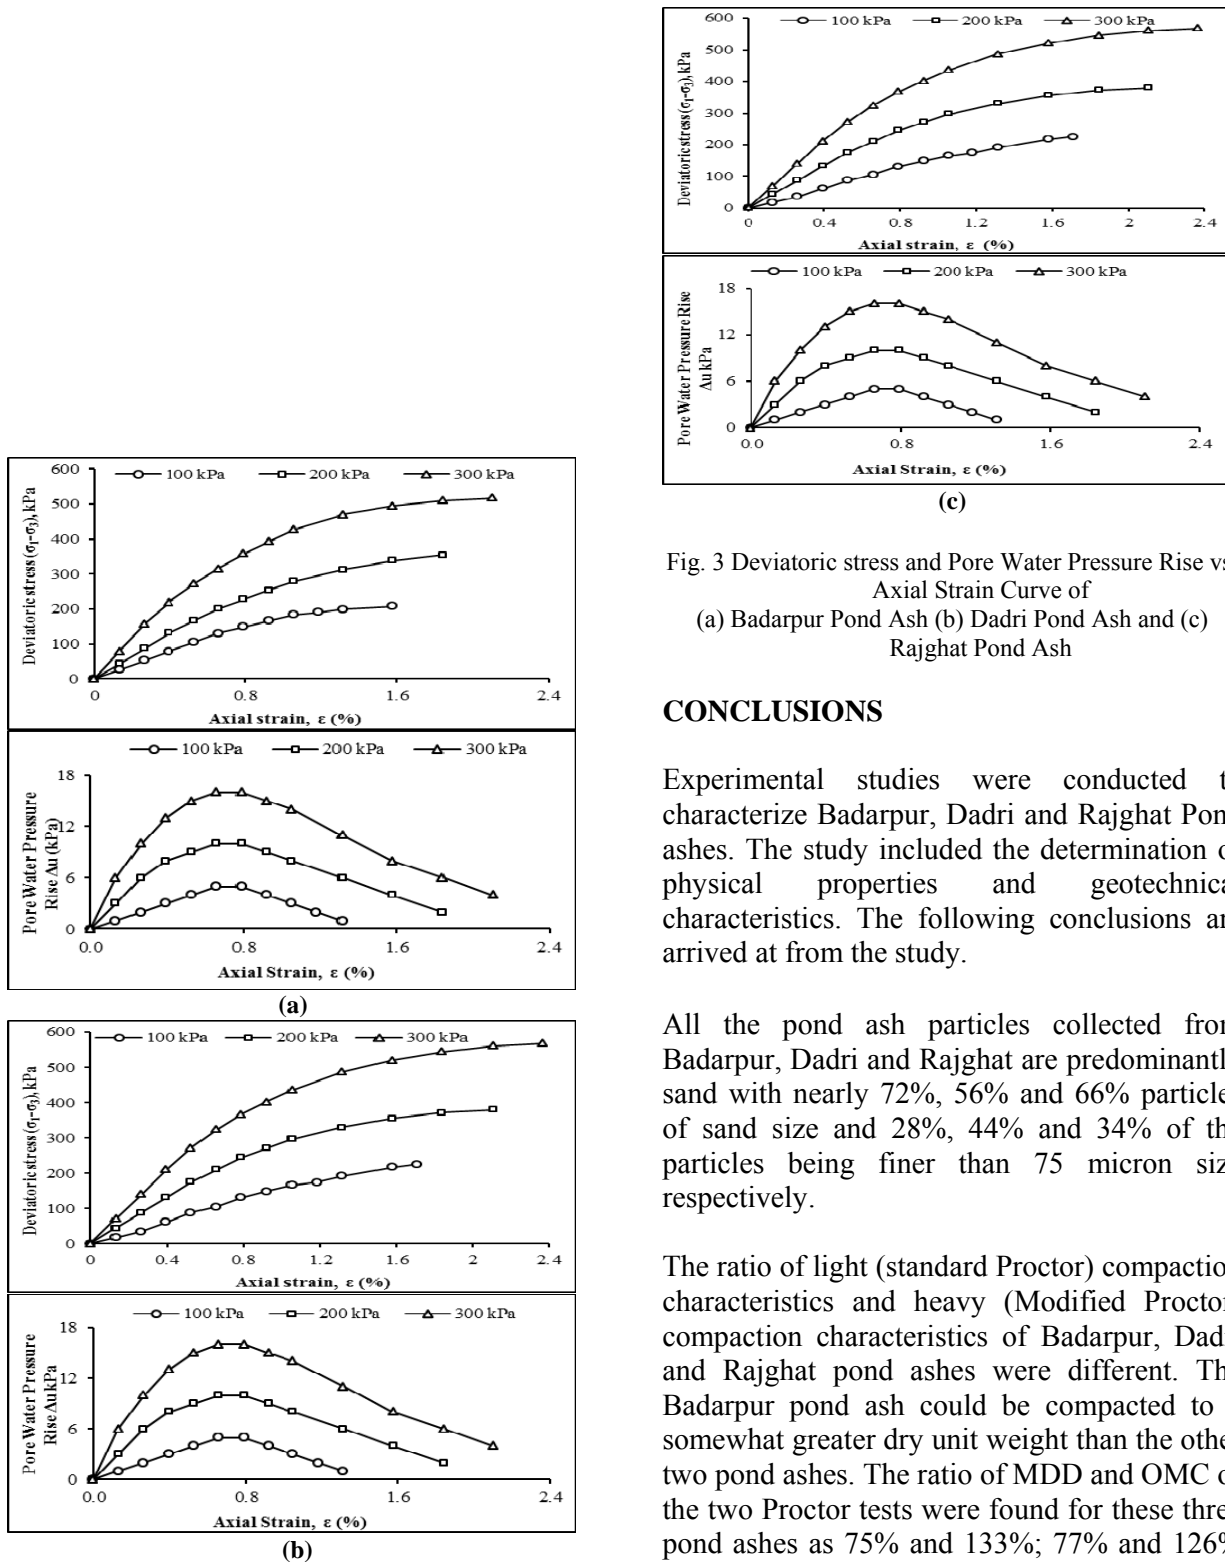 600
500
400
300
200
100
0
Deviatoric stress (σ₁-σ₃), kPa
100 kPa 200 kPa 300 kPa
0 0.8 1.6 2.4
Axial strain, ε (%)
100 kPa 200 kPa 300 kPa
18
12
6
0
Pore Water Pressure
Rise Δu (kPa)
0.0 0.8 1.6 2.4
Axial Strain, ε (%)
(a)
600
500
400
300
200
100
0
Deviatoric stress (σ₁-σ₃), kPa
100 kPa 200 kPa 300 kPa
0 0.4 0.8 1.2 1.6 2 2.4
Axial strain, ε (%)
100 kPa 200 kPa 300 kPa
18
12
6
0
Pore Water Pressure
Rise Δu kPa
0.0 0.8 1.6 2.4
Axial Strain, ε (%)
(b)
600
500
400
300
200
100
0
Deviatoric stress (σ₁-σ₃), kPa
100 kPa 200 kPa 300 kPa
0 0.4 0.8 1.2 1.6 2 2.4
Axial strain, ε (%)
100 kPa 200 kPa 300 kPa
18
12
6
0
Pore Water Pressure Rise
Δu kPa
0.0 0.8 1.6 2.4
Axial Strain, ε (%)
(c)
Fig. 3 Deviatoric stress and Pore Water Pressure Rise vs
Axial Strain Curve of
(a) Badarpur Pond Ash (b) Dadri Pond Ash and (c)
Rajghat Pond Ash
CONCLUSIONS
Experimental studies were conducted t
characterize Badarpur, Dadri and Rajghat Pon
ashes. The study included the determination o
physical properties and geotechnica
characteristics. The following conclusions ar
arrived at from the study.
All the pond ash particles collected from
Badarpur, Dadri and Rajghat are predominantl
sand with nearly 72%, 56% and 66% particle
of sand size and 28%, 44% and 34% of th
particles being finer than 75 micron siz
respectively.
The ratio of light (standard Proctor) compactio
characteristics and heavy (Modified Proctor
compaction characteristics of Badarpur, Dadr
and Rajghat pond ashes were different. Th
Badarpur pond ash could be compacted to
somewhat greater dry unit weight than the othe
two pond ashes. The ratio of MDD and OMC o
the two Proctor tests were found for these thre
pond ashes as 75% and 133%; 77% and 126%